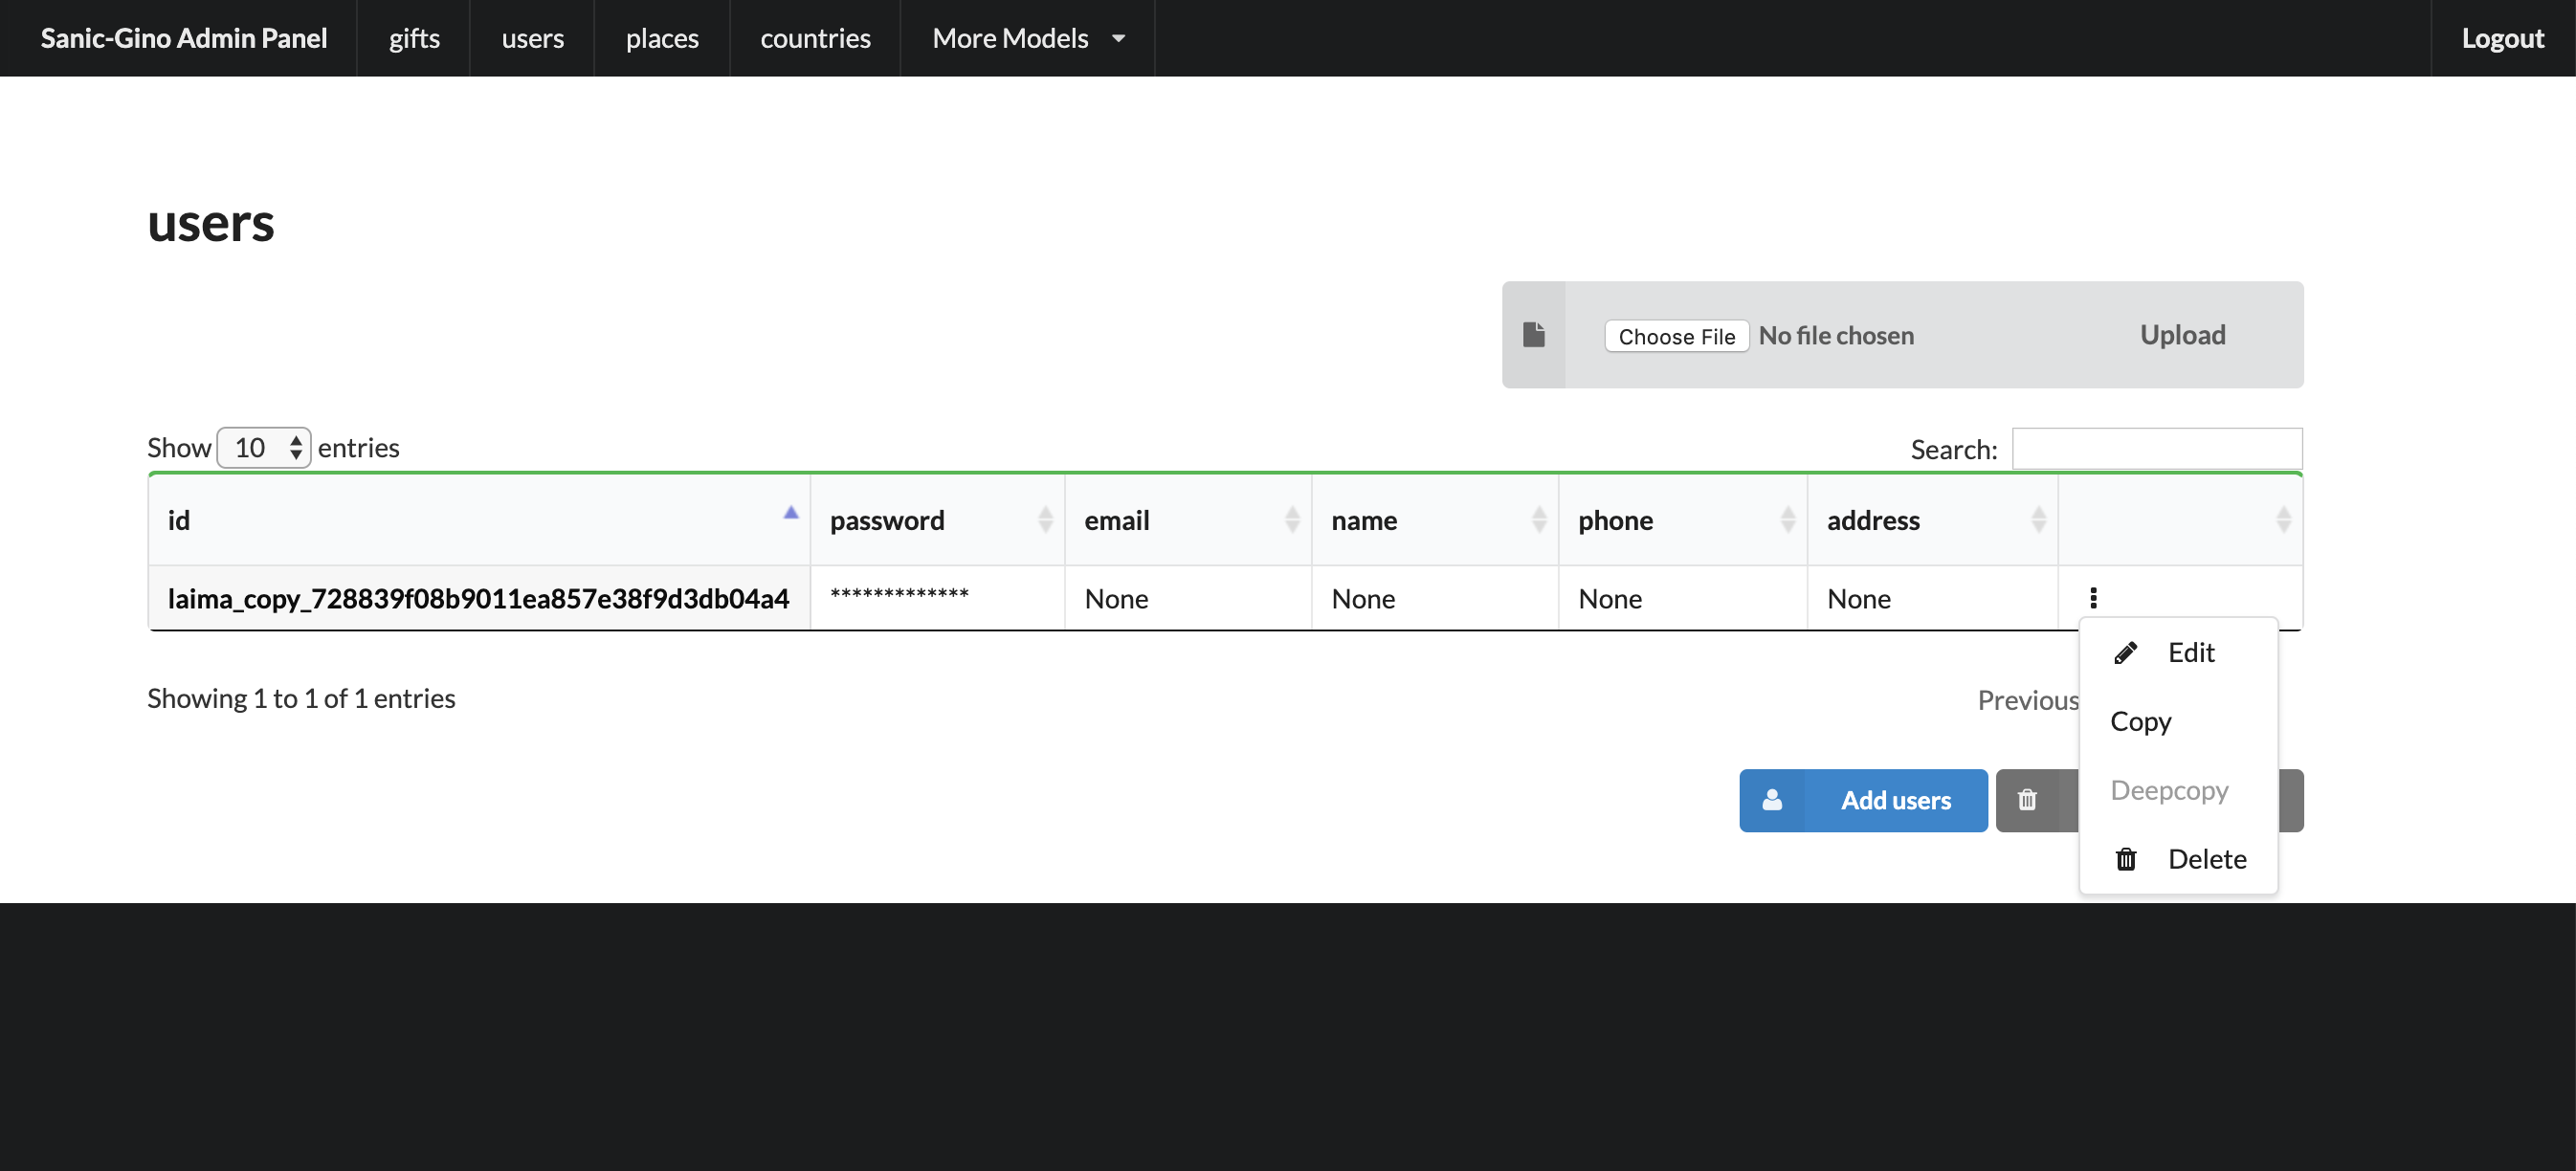 Sanic-Gino Admin Panel gifts users places countries More Models Logout
users
Choose File No file chosen Upload
Show 10 entries Search:
id password email name phone address
laima_copy_728839f08b9011ea857e38f9d3db04a4 ************* None None None None
Edit
Showing 1 to 1 of 1 entries Previous
Copy
Deepcopy
Add users
Delete